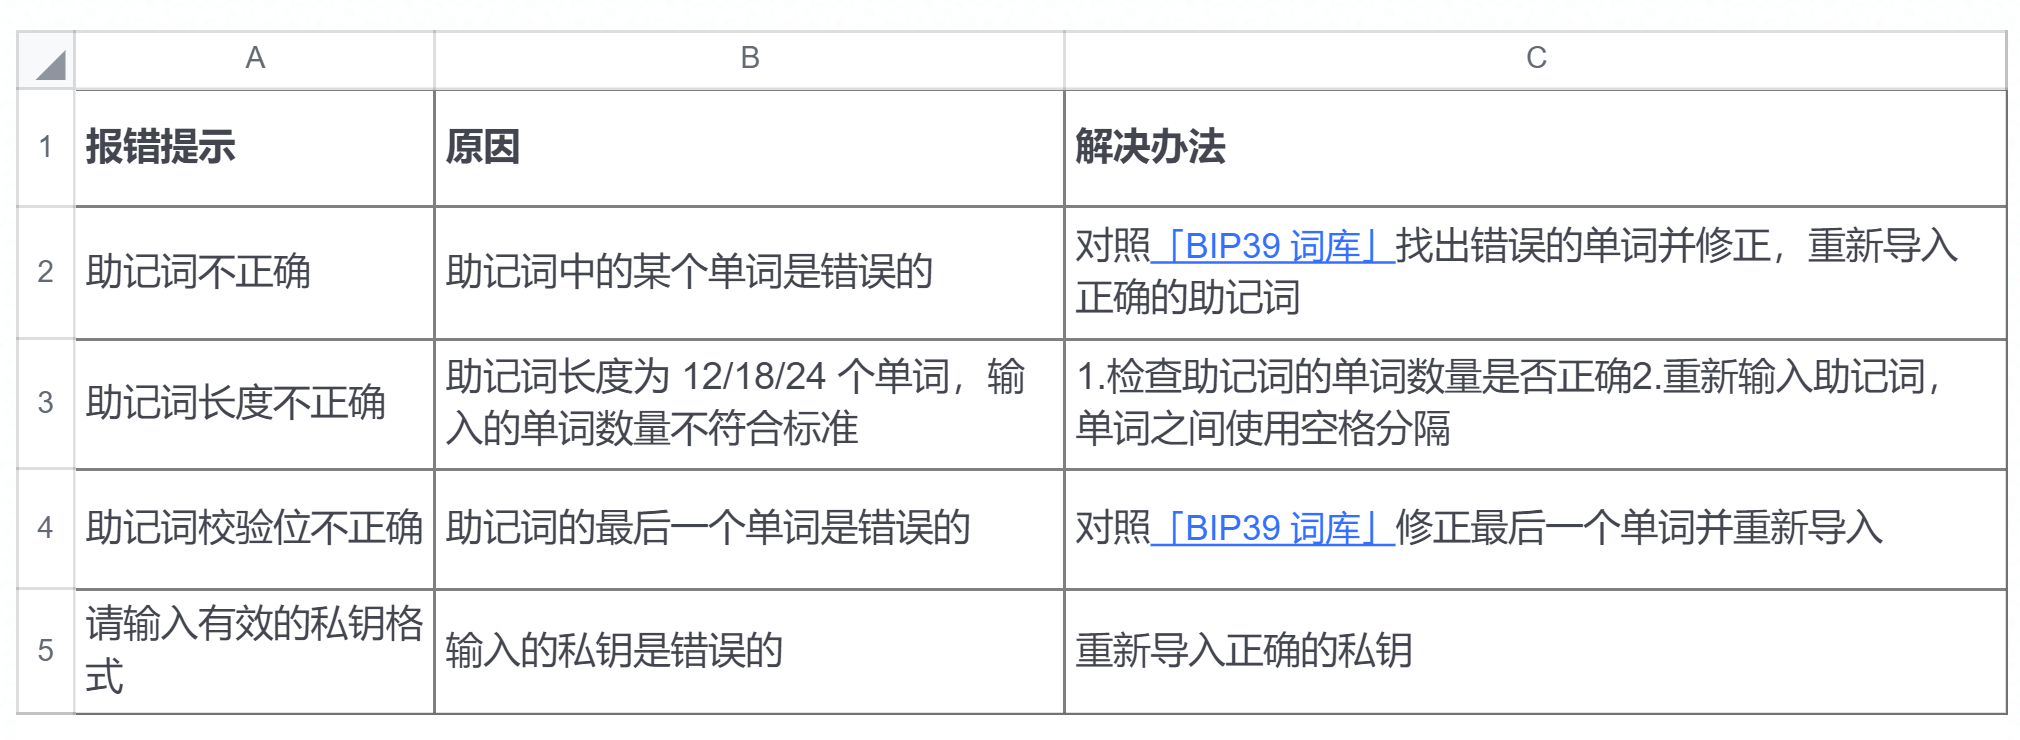 A B C
1 报错提示 原因 解决办法
2 助记词不正确 助记词中的某个单词是错误的 对照「BIP39 词库」找出错误的单词并修正，重新导入
正确的助记词
3 助记词长度不正确 助记词长度为 12/18/24 个单词，输
入的单词数量不符合标准
1.检查助记词的单词数量是否正确2.重新输入助记词，
单词之间使用空格分隔
4 助记词校验位不正确 助记词的最后一个单词是错误的 对照「BIP39 词库」修正最后一个单词并重新导入
5 请输入有效的私钥格
式
输入的私钥是错误的 重新导入正确的私钥